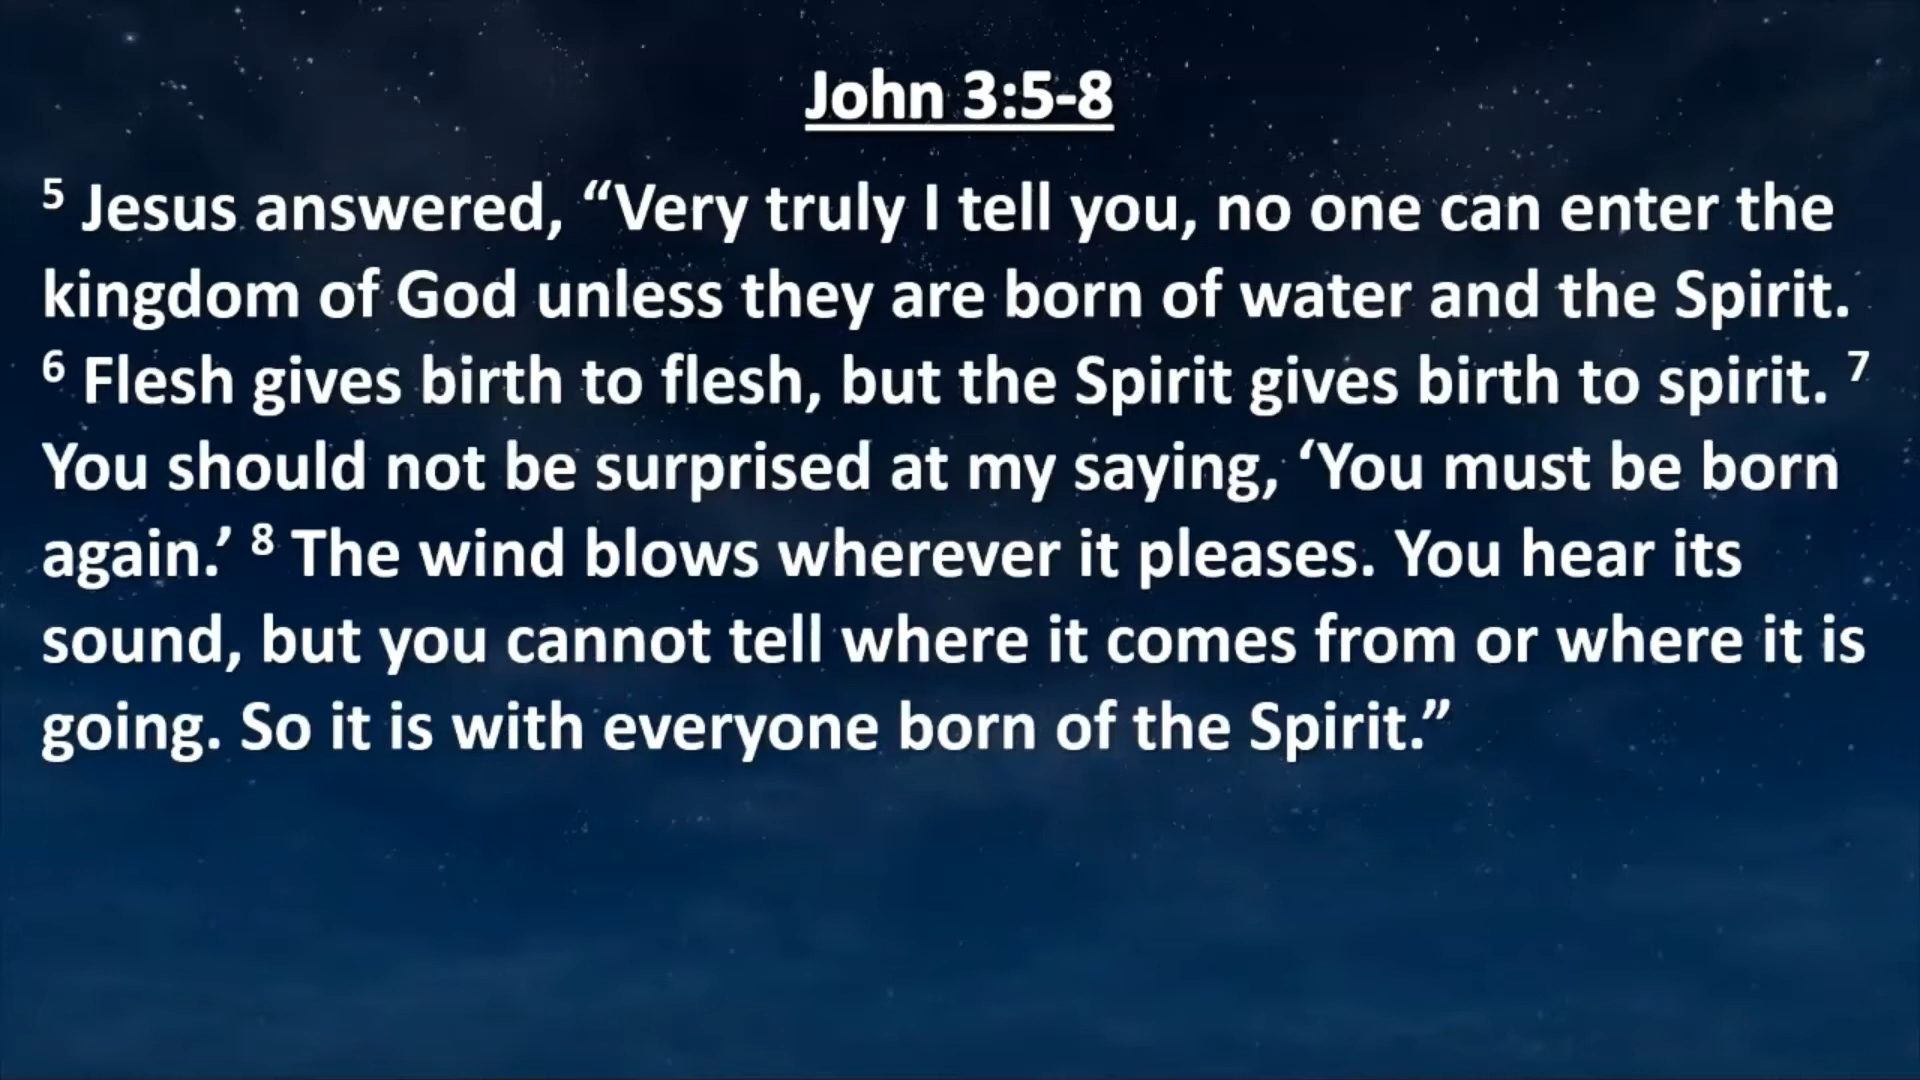 John 3:5-8
5 Jesus answered, “Very truly I tell you, no one can enter the
kingdom of God unless they are born of water and the Spirit.
6 Flesh gives birth to flesh, but the Spirit gives birth to spirit. 7
You should not be surprised at my saying, ‘You must be born
again.’ 8 The wind blows wherever it pleases. You hear its
sound, but you cannot tell where it comes from or where it is
going. So it is with everyone born of the Spirit.”